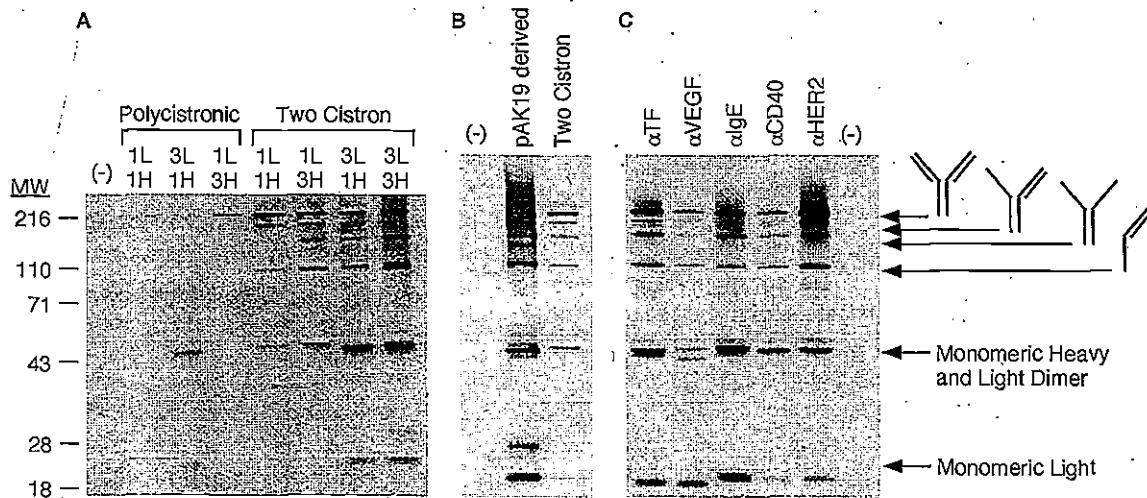 A
Polycistronic
Two Cistron
(-)
1L 3L 1L 1L 1L 3L 3L
1H 1H 3H 1H 3H 1H 3H
MW
216
110
71
43
28
18
B
(-)
pAK19 derived
Two Cistron
C
αTF
αVEGF
αIgE
αCD40
αHER2
(-)
Monomeric Heavy
and Light Dimer
Monomeric Light